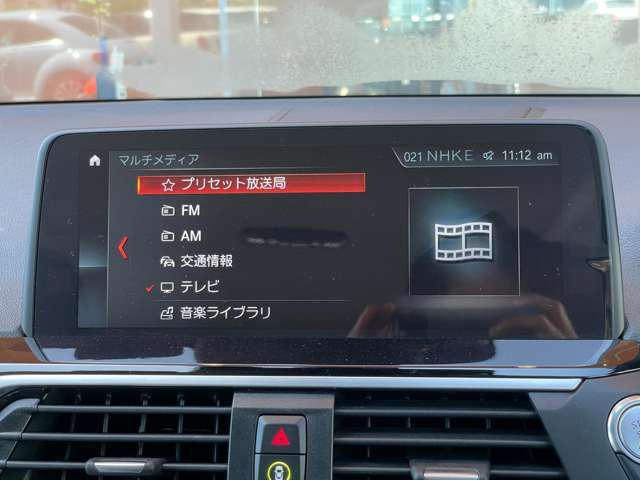 マルチメディア
021 NHKE 11:12 am
プリセット放送局
FM
AM
交通情報
テレビ
音楽ライブラリ